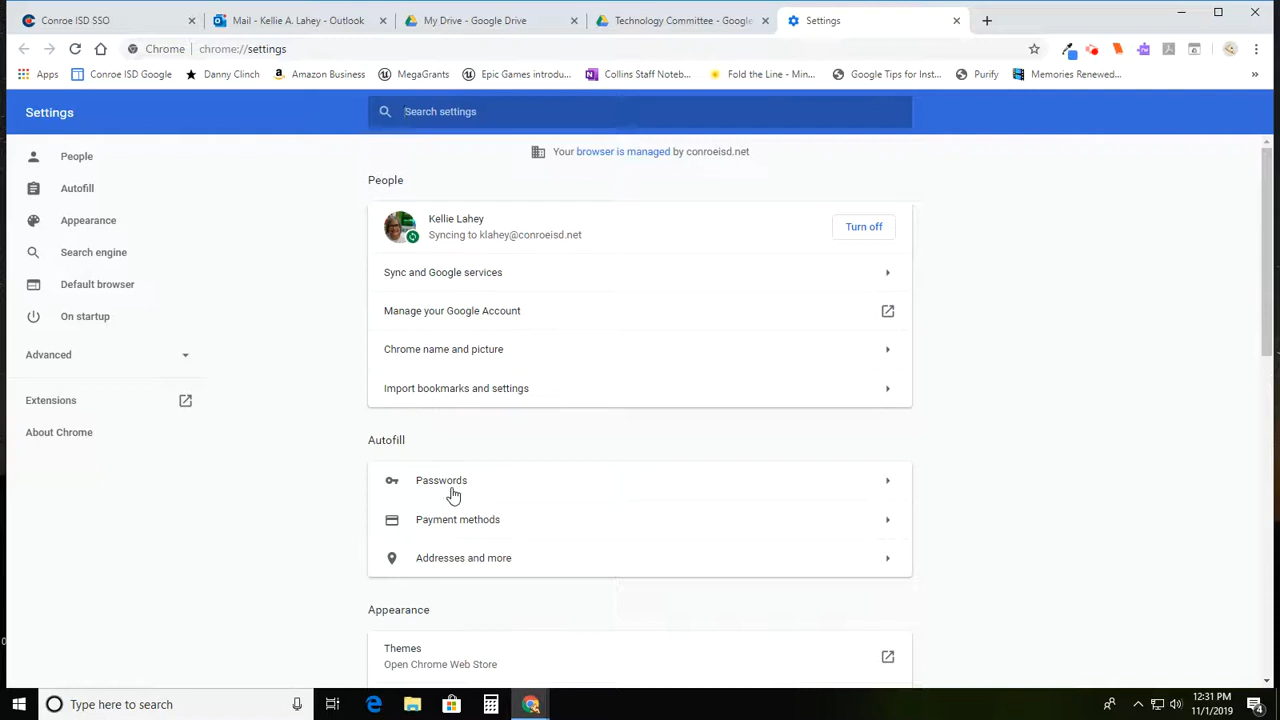 Conroe ISD SSO
Mail - Kellie A. Lahey - Outlook
My Drive - Google Drive
Technology Committee - Google
Settings
Chrome | chrome://settings
Apps
Conroe ISD Google
Danny Clinch
Amazon Business
MegaGrants
Epic Games introdu...
Collins Staff Noteb...
Fold the Line - Min...
Google Tips for Inst...
Purify
Memories Renewed...
Settings
Search settings
Your browser is managed by conroeisd.net
People
Autofill
Appearance
Search engine
Default browser
On startup
Advanced
Extensions
About Chrome
People
Kellie Lahey
Syncing to klahey@conroeisd.net
Turn off
Sync and Google services
Manage your Google Account
Chrome name and picture
Import bookmarks and settings
Autofill
Passwords
Payment methods
Addresses and more
Appearance
Themes
Open Chrome Web Store
Type here to search
12:31 PM
11/1/2019
4